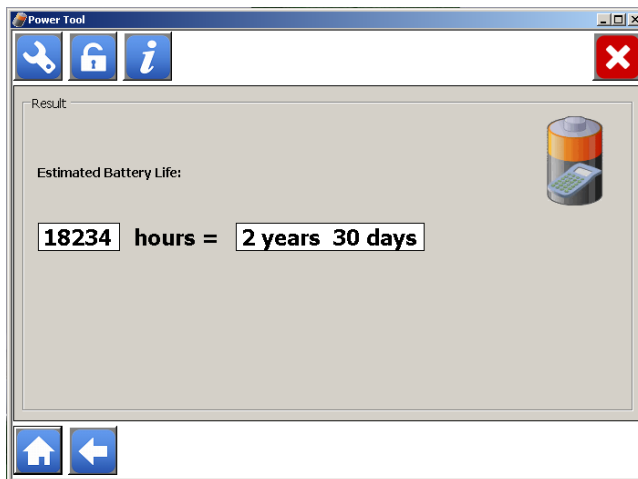 Power Tool
Result
Estimated Battery Life:
18234 hours = 2 years 30 days